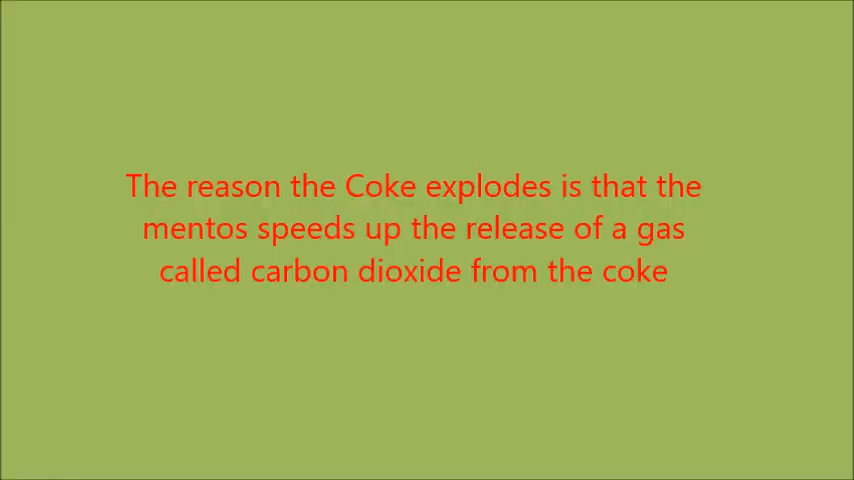 The reason the Coke explodes is that the
mentos speeds up the release of a gas
called carbon dioxide from the coke